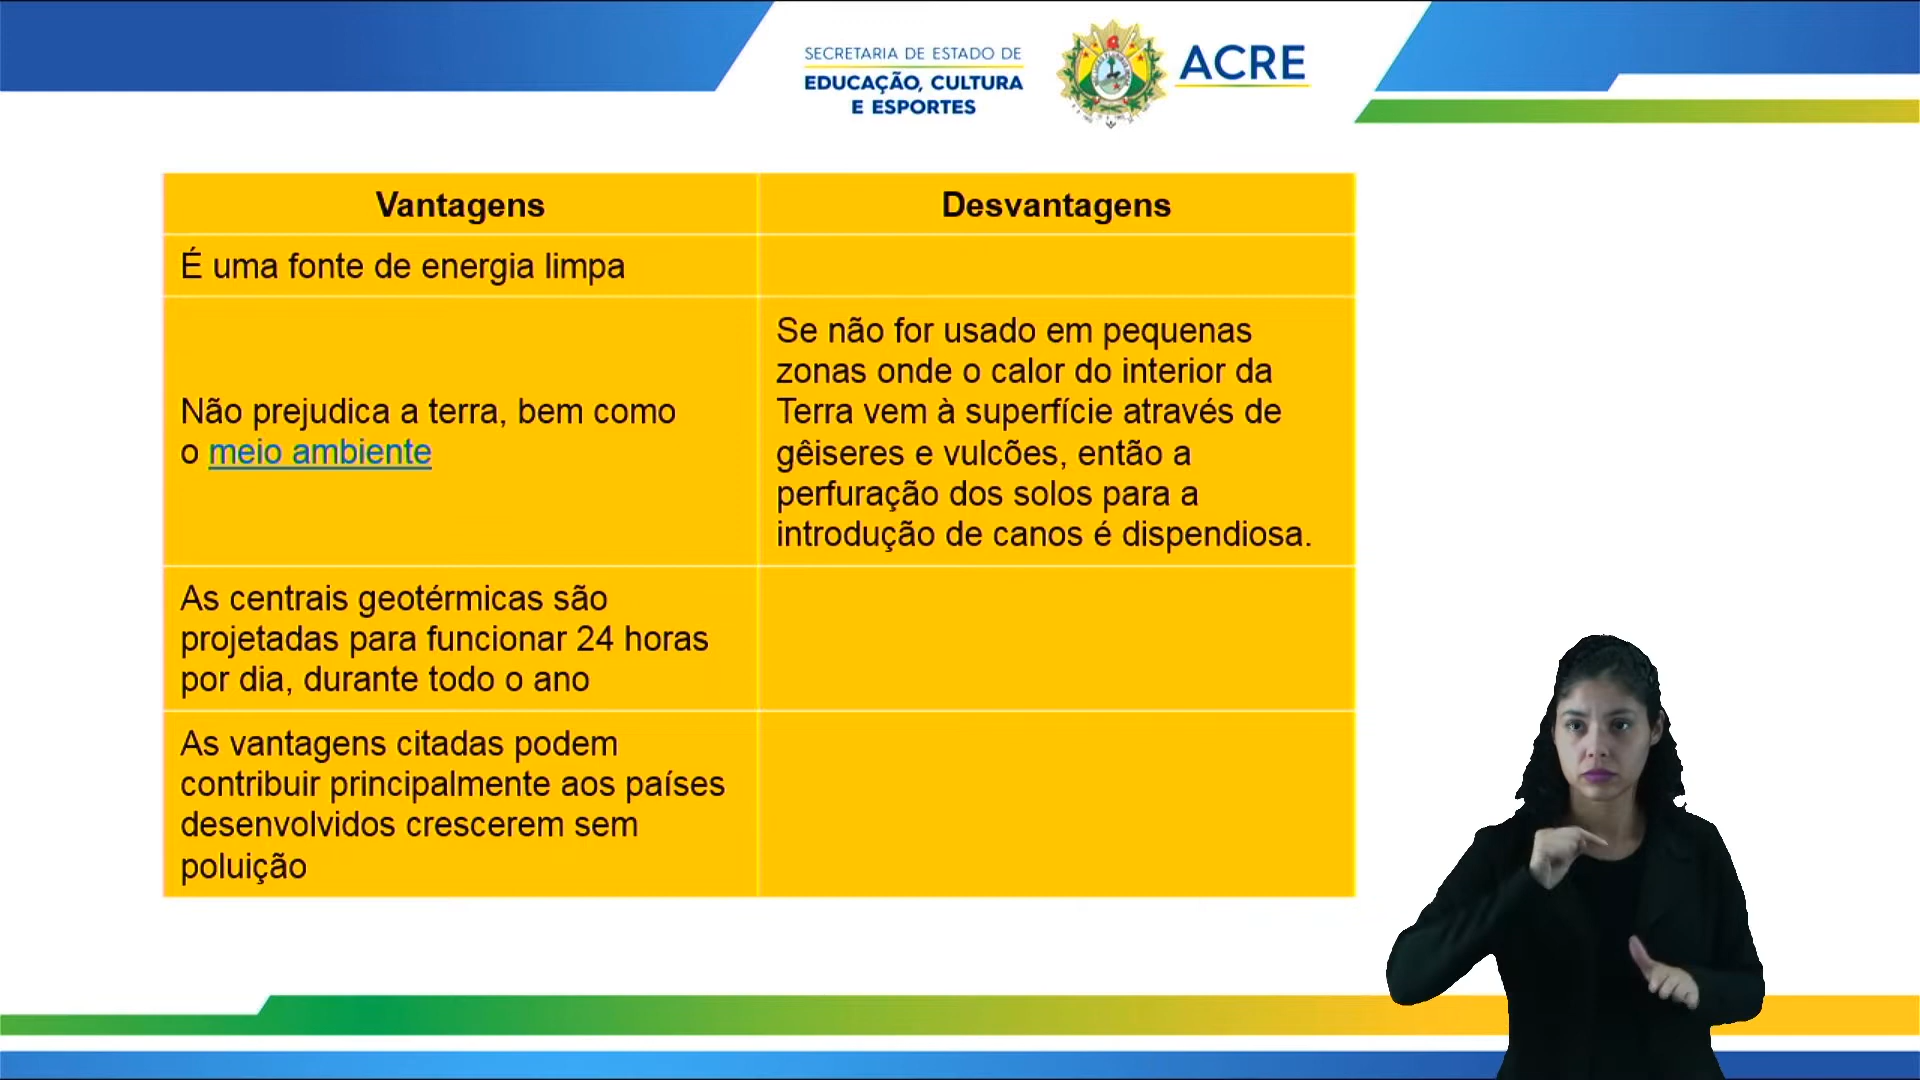 SECRETARIA DE ESTADO DE
EDUCAÇÃO, CULTURA
E ESPORTES
ACRE
Vantagens
Desvantagens
É uma fonte de energia limpa
Não prejudica a terra, bem como
o meio ambiente
Se não for usado em pequenas
zonas onde o calor do interior da
Terra vem à superfície através de
gêiseres e vulcões, então a
perfuração dos solos para a
introdução de canos é dispendiosa.
As centrais geotérmicas são
projetadas para funcionar 24 horas
por dia, durante todo o ano
As vantagens citadas podem
contribuir principalmente aos países
desenvolvidos crescerem sem
poluição